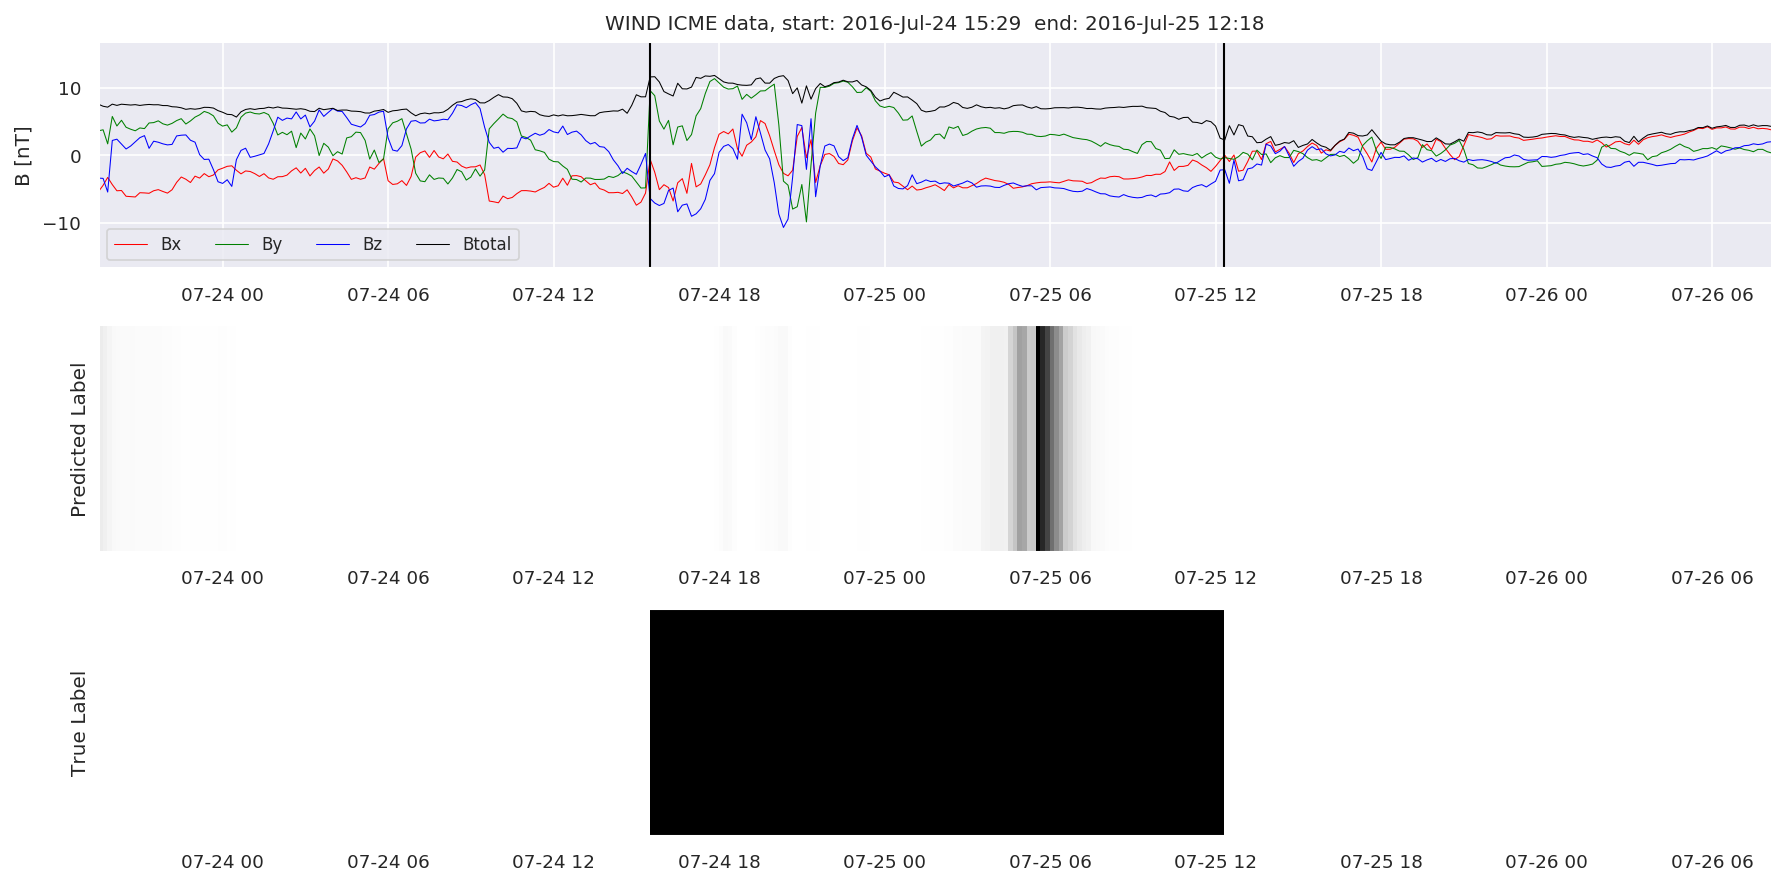 WIND ICME data, start: 2016-Jul-24 15:29  end: 2016-Jul-25 12:18
B [nT]
10
0
−10
Bx By Bz Btotal
07-24 00 07-24 06 07-24 12 07-24 18 07-25 00 07-25 06 07-25 12 07-25 18 07-26 00 07-26 06
Predicted Label
07-24 00 07-24 06 07-24 12 07-24 18 07-25 00 07-25 06 07-25 12 07-25 18 07-26 00 07-26 06
True Label
07-24 00 07-24 06 07-24 12 07-24 18 07-25 00 07-25 06 07-25 12 07-25 18 07-26 00 07-26 06